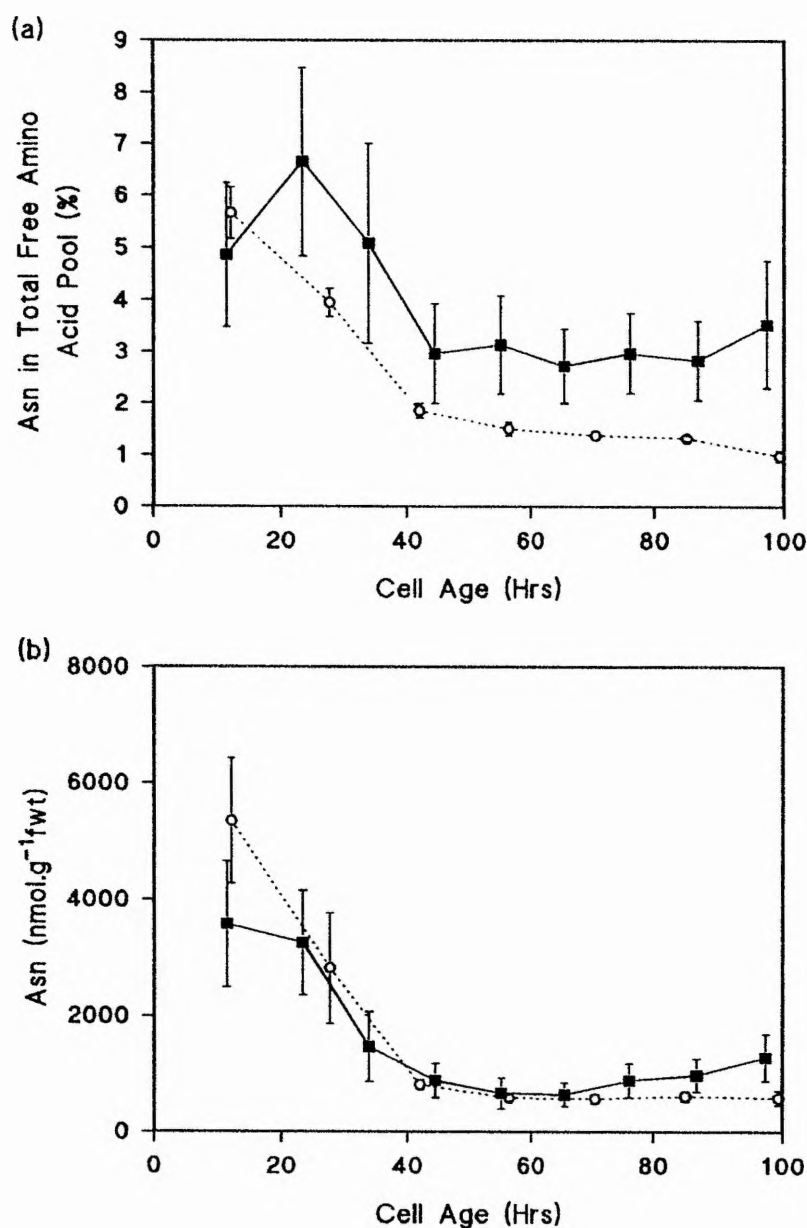 (a)
9
8
7
6
5
4
3
2
1
0
Asn in Total Free Amino
Acid Pool (%)
0 20 40 60 80 100
Cell Age (Hrs)
(b)
8000
6000
4000
2000
0
Asn (nmol.g⁻¹fwt)
0 20 40 60 80 100
Cell Age (Hrs)